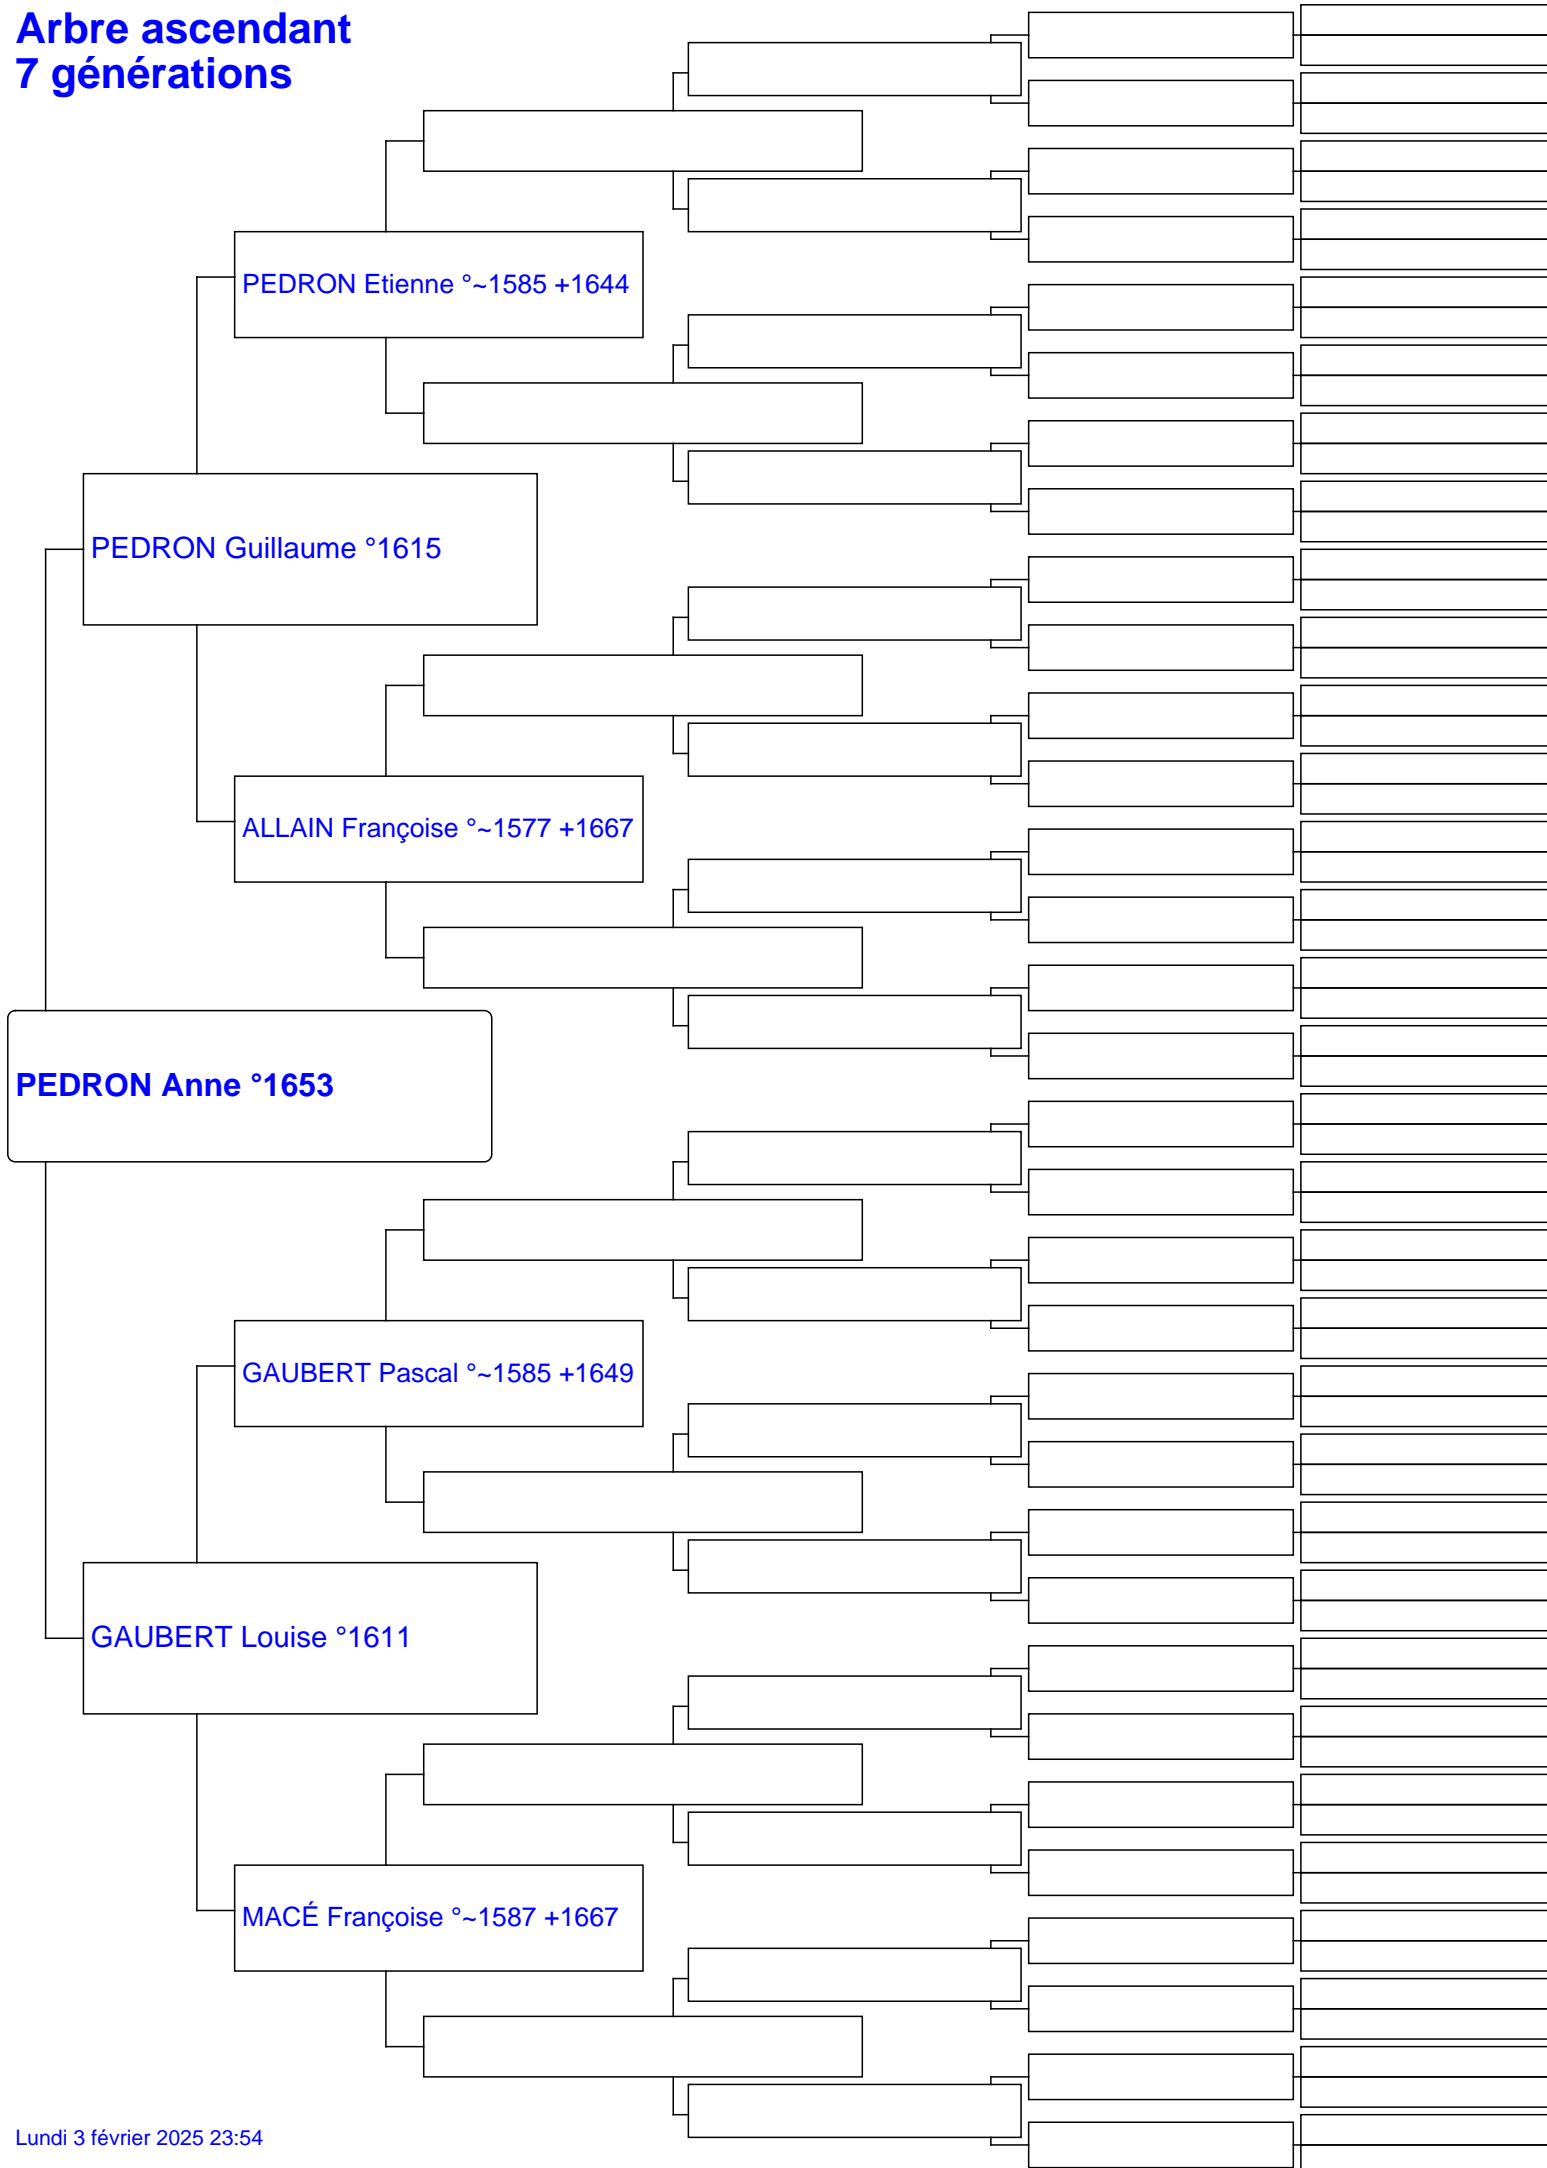 Arbre ascendant
7 générations
PEDRON Etienne °~1585 +1644
PEDRON Guillaume °1615
ALLAIN Françoise °~1577 +1667
PEDRON Anne °1653
GAUBERT Pascal °~1585 +1649
GAUBERT Louise °1611
MACÉ Françoise °~1587 +1667
Lundi 3 février 2025 23:54